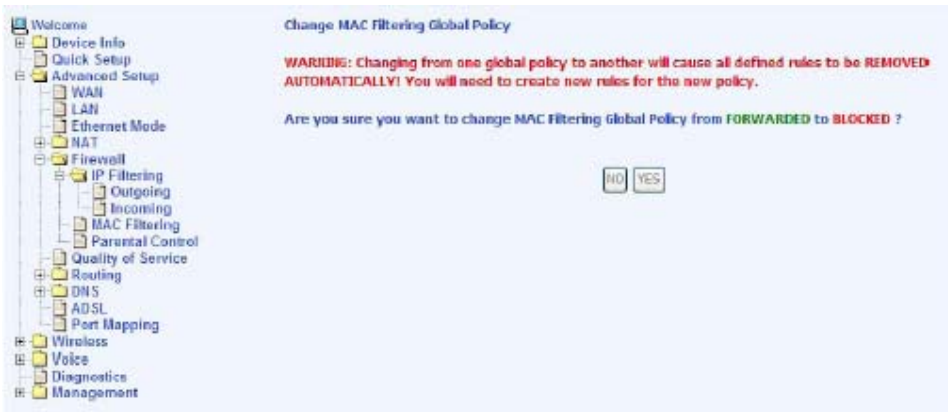 Welcome
Device Info
Quick Setup
Advanced Setup
WAN
LAN
Ethernet Mode
NAT
Firewall
IP Filtering
Outgoing
Incoming
MAC Filtering
Parental Control
Quality of Service
Routing
DNS
ADSL
Port Mapping
Wireless
Voice
Diagnostics
Management
Change MAC Filtering Global Policy
WARNING: Changing from one global policy to another will cause all defined rules to be REMOVED
AUTOMATICALLY! You will need to create new rules for the new policy.
Are you sure you want to change MAC Filtering Global Policy from FORWARDED to BLOCKED ?
NO YES